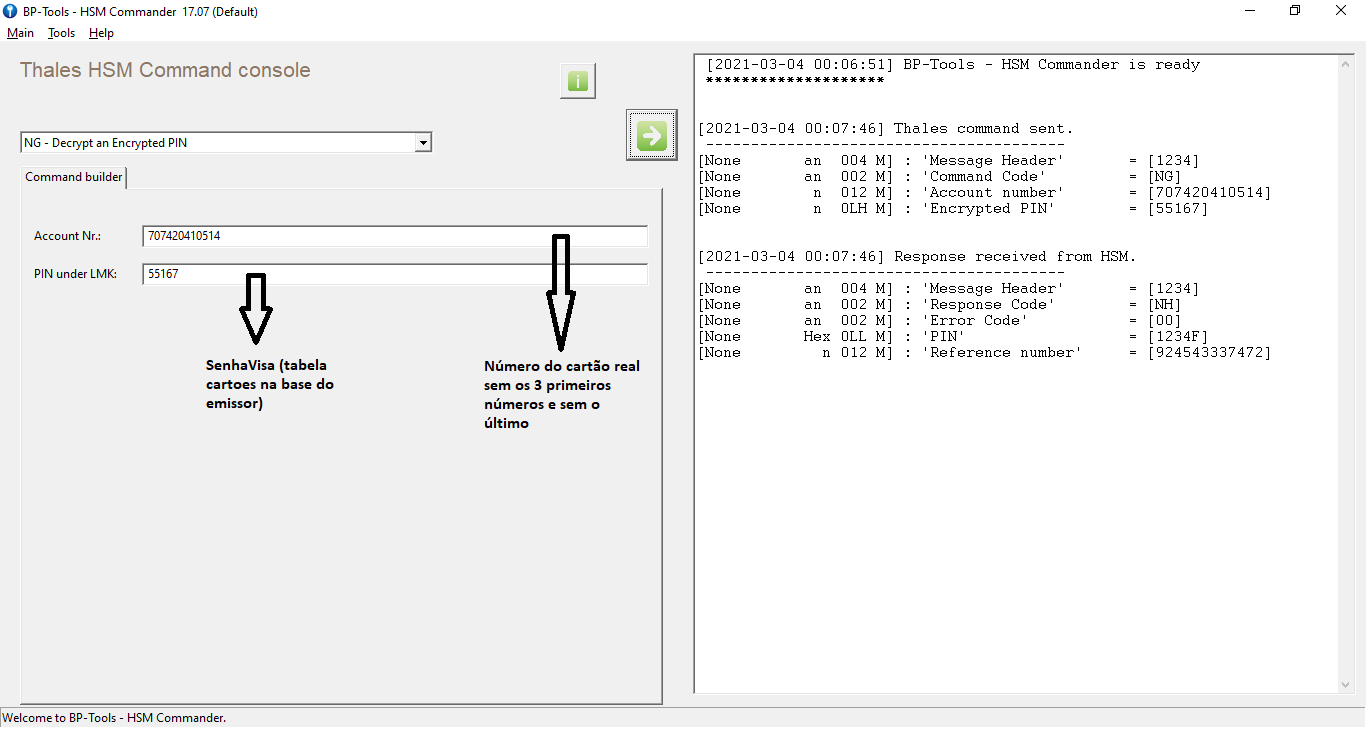 BP-Tools - HSM Commander 17.07 (Default)
Main Tools Help
Thales HSM Command console
i
NG - Decrypt an Encrypted PIN
Command builder
Account Nr.: 707420410514
PIN under LMK: 55167
SenhaVisa (tabela
cartoes na base do
emissor)
Número do cartão real
sem os 3 primeiros
números e sem o
último
[2021-03-04 00:06:51] BP-Tools - HSM Commander is ready
********************
[2021-03-04 00:07:46] Thales command sent.
----------------------------------------
[None an 004 M] : 'Message Header' = [1234]
[None an 002 M] : 'Command Code' = [NG]
[None n 012 M] : 'Account number' = [707420410514]
[None n 0LH M] : 'Encrypted PIN' = [55167]
[2021-03-04 00:07:46] Response received from HSM.
----------------------------------------
[None an 004 M] : 'Message Header' = [1234]
[None an 002 M] : 'Response Code' = [NH]
[None an 002 M] : 'Error Code' = [00]
[None Hex 0LL M] : 'PIN' = [1234F]
[None n 012 M] : 'Reference number' = [924543337472]
Welcome to BP-Tools - HSM Commander.